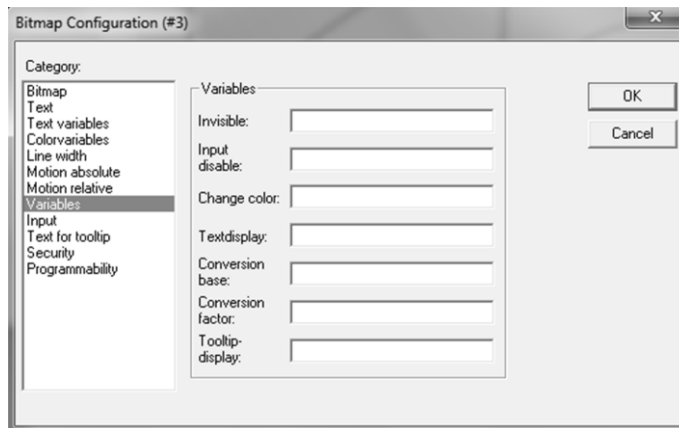 Bitmap Configuration (#3)
x
Category:
Bitmap
Text
Text variables
Colorvariables
Line width
Motion absolute
Motion relative
Variables
Input
Text for tooltip
Security
Programmability
Variables
Invisible:
Input
disable:
Change color:
Textdisplay:
Conversion
base:
Conversion
factor:
Tooltip-
display:
OK
Cancel